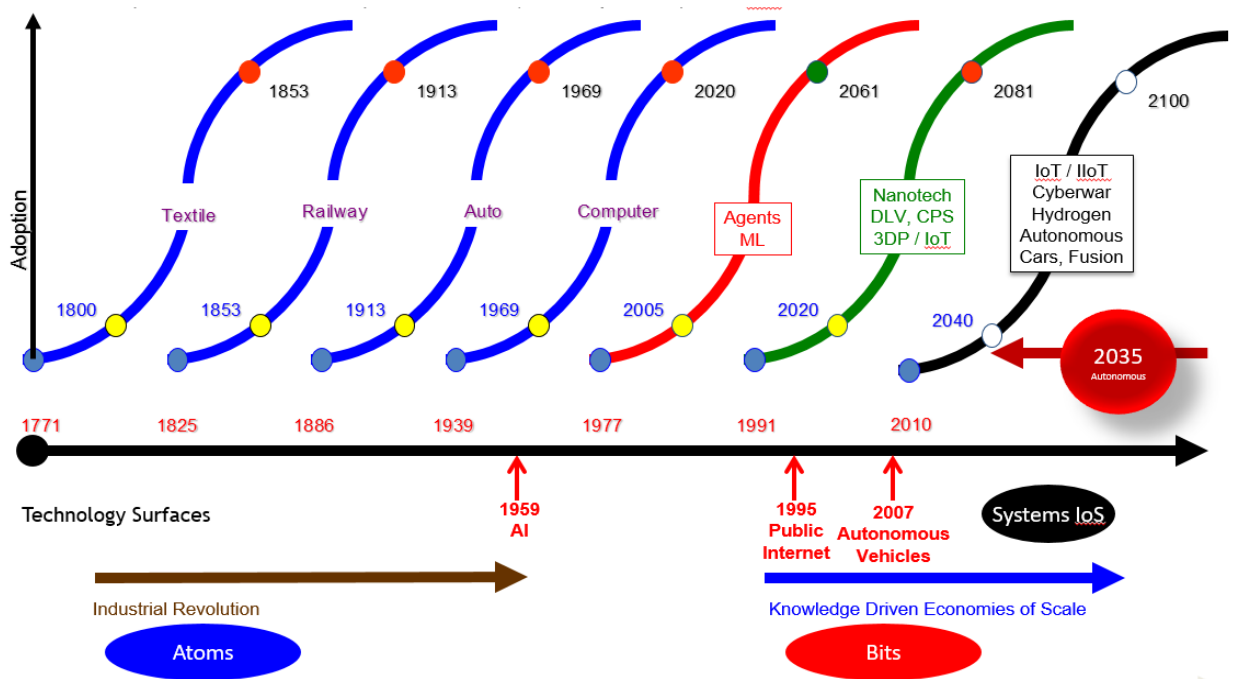 1853
1913
1969
2020
2061
2081
2100
Adoption
Textile
Railway
Auto
Computer
Agents
ML
Nanotech
DLV, CPS
3DP / IoT
IoT / IIoT
Cyberwar
Hydrogen
Autonomous
Cars, Fusion
1800
1853
1913
1969
2005
2020
2040
2035
Autonomous
1771
1825
1886
1939
1977
1991
2010
Technology Surfaces
1959
AI
1995
Public
Internet
2007
Autonomous
Vehicles
Systems IoS
Industrial Revolution
Knowledge Driven Economies of Scale
Atoms
Bits